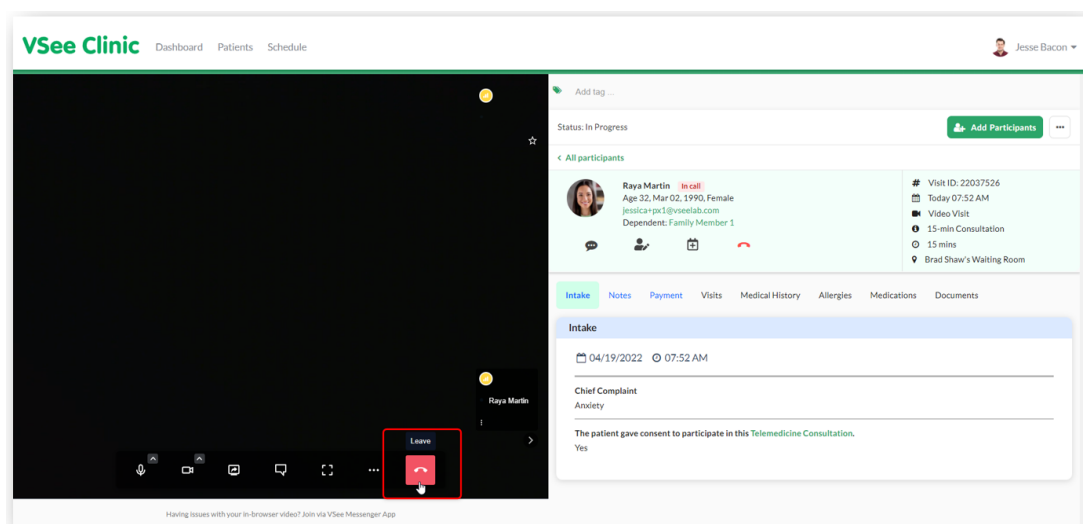 VSee Clinic Dashboard Patients Schedule Jesse Bacon
Add tag ...
Status: In Progress Add Participants
All participants
Raya Martin In call
Age 32, Mar 02, 1990, Female
jessica+px1@vseelab.com
Dependent: Family Member 1
# Visit ID: 22037526
Today 07:52 AM
Video Visit
15-min Consultation
15 mins
Brad Shaw's Waiting Room
Intake Notes Payment Visits Medical History Allergies Medications Documents
Intake
04/19/2022 07:52 AM
Chief Complaint
Anxiety
The patient gave consent to participate in this Telemedicine Consultation.
Yes
Raya Martin
Leave
Having issues with your in-browser video? Join via VSee Messenger App